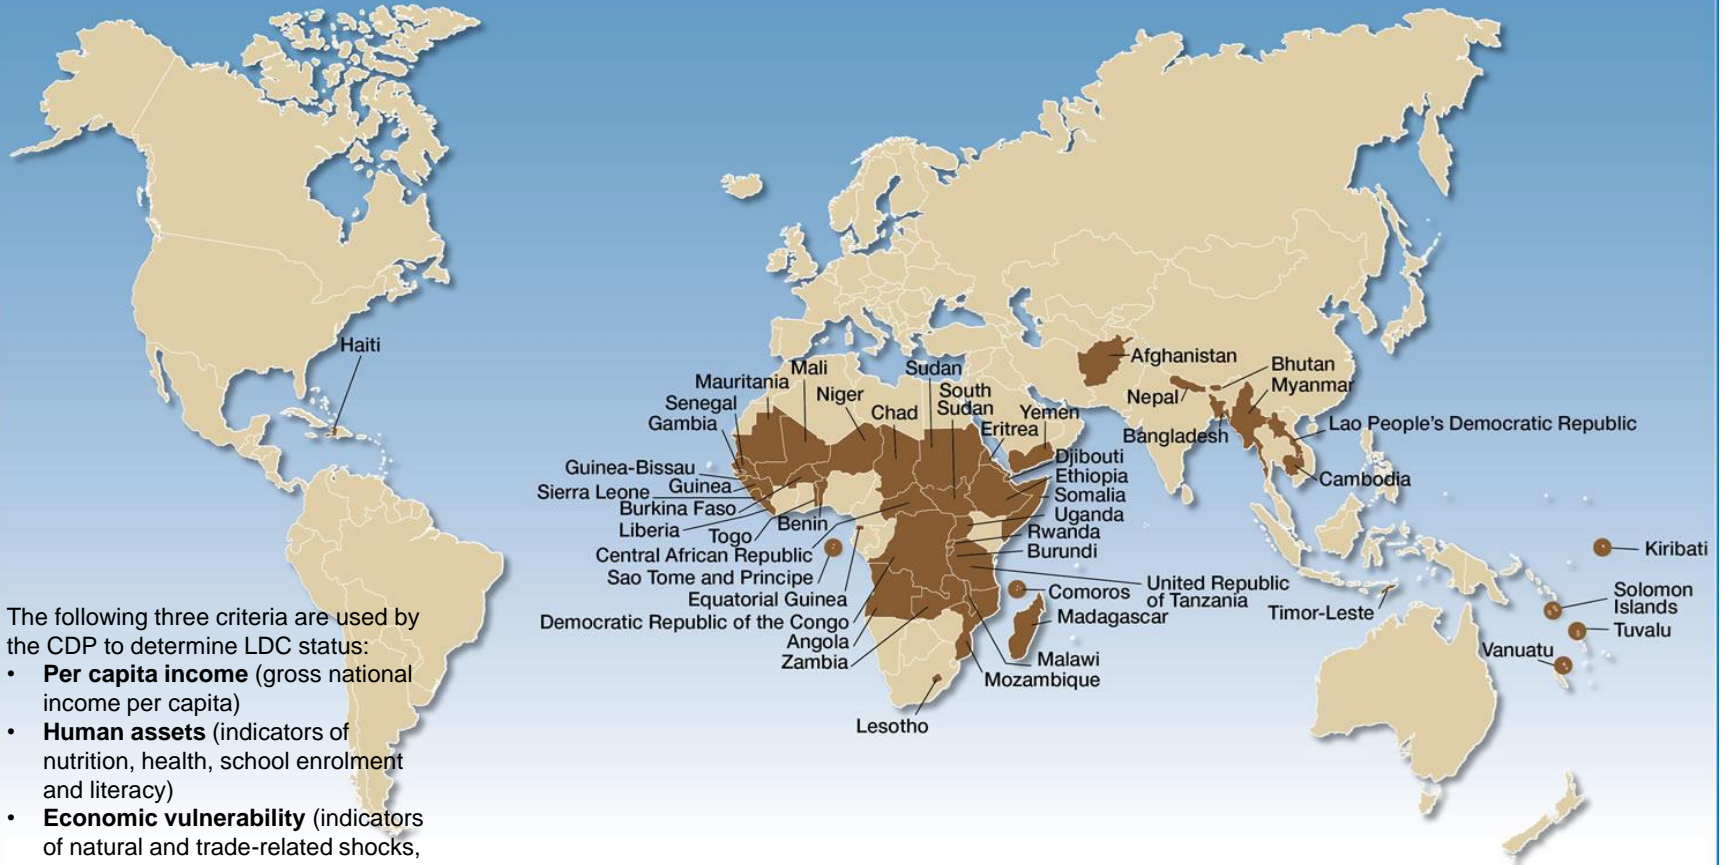 Haiti
Mali
Mauritania
Senegal
Gambia
Niger
Chad
Sudan
South
Sudan
Yemen
Eritrea
Guinea-Bissau
Guinea
Sierra Leone
Burkina Faso
Liberia
Togo
Benin
Central African Republic
Sao Tome and Principe
Equatorial Guinea
Democratic Republic of the Congo
Angola
Zambia
Lesotho
Djibouti
Ethiopia
Somalia
Uganda
Rwanda
Burundi
United Republic
of Tanzania
Comoros
Madagascar
Malawi
Mozambique
Afghanistan
Bhutan
Nepal
Myanmar
Bangladesh
Lao People's Democratic Republic
Cambodia
Timor-Leste
Kiribati
Solomon
Islands
Tuvalu
Vanuatu
The following three criteria are used by
the CDP to determine LDC status:
• Per capita income (gross national
income per capita)
• Human assets (indicators of
nutrition, health, school enrolment
and literacy)
• Economic vulnerability (indicators
of natural and trade-related shocks,